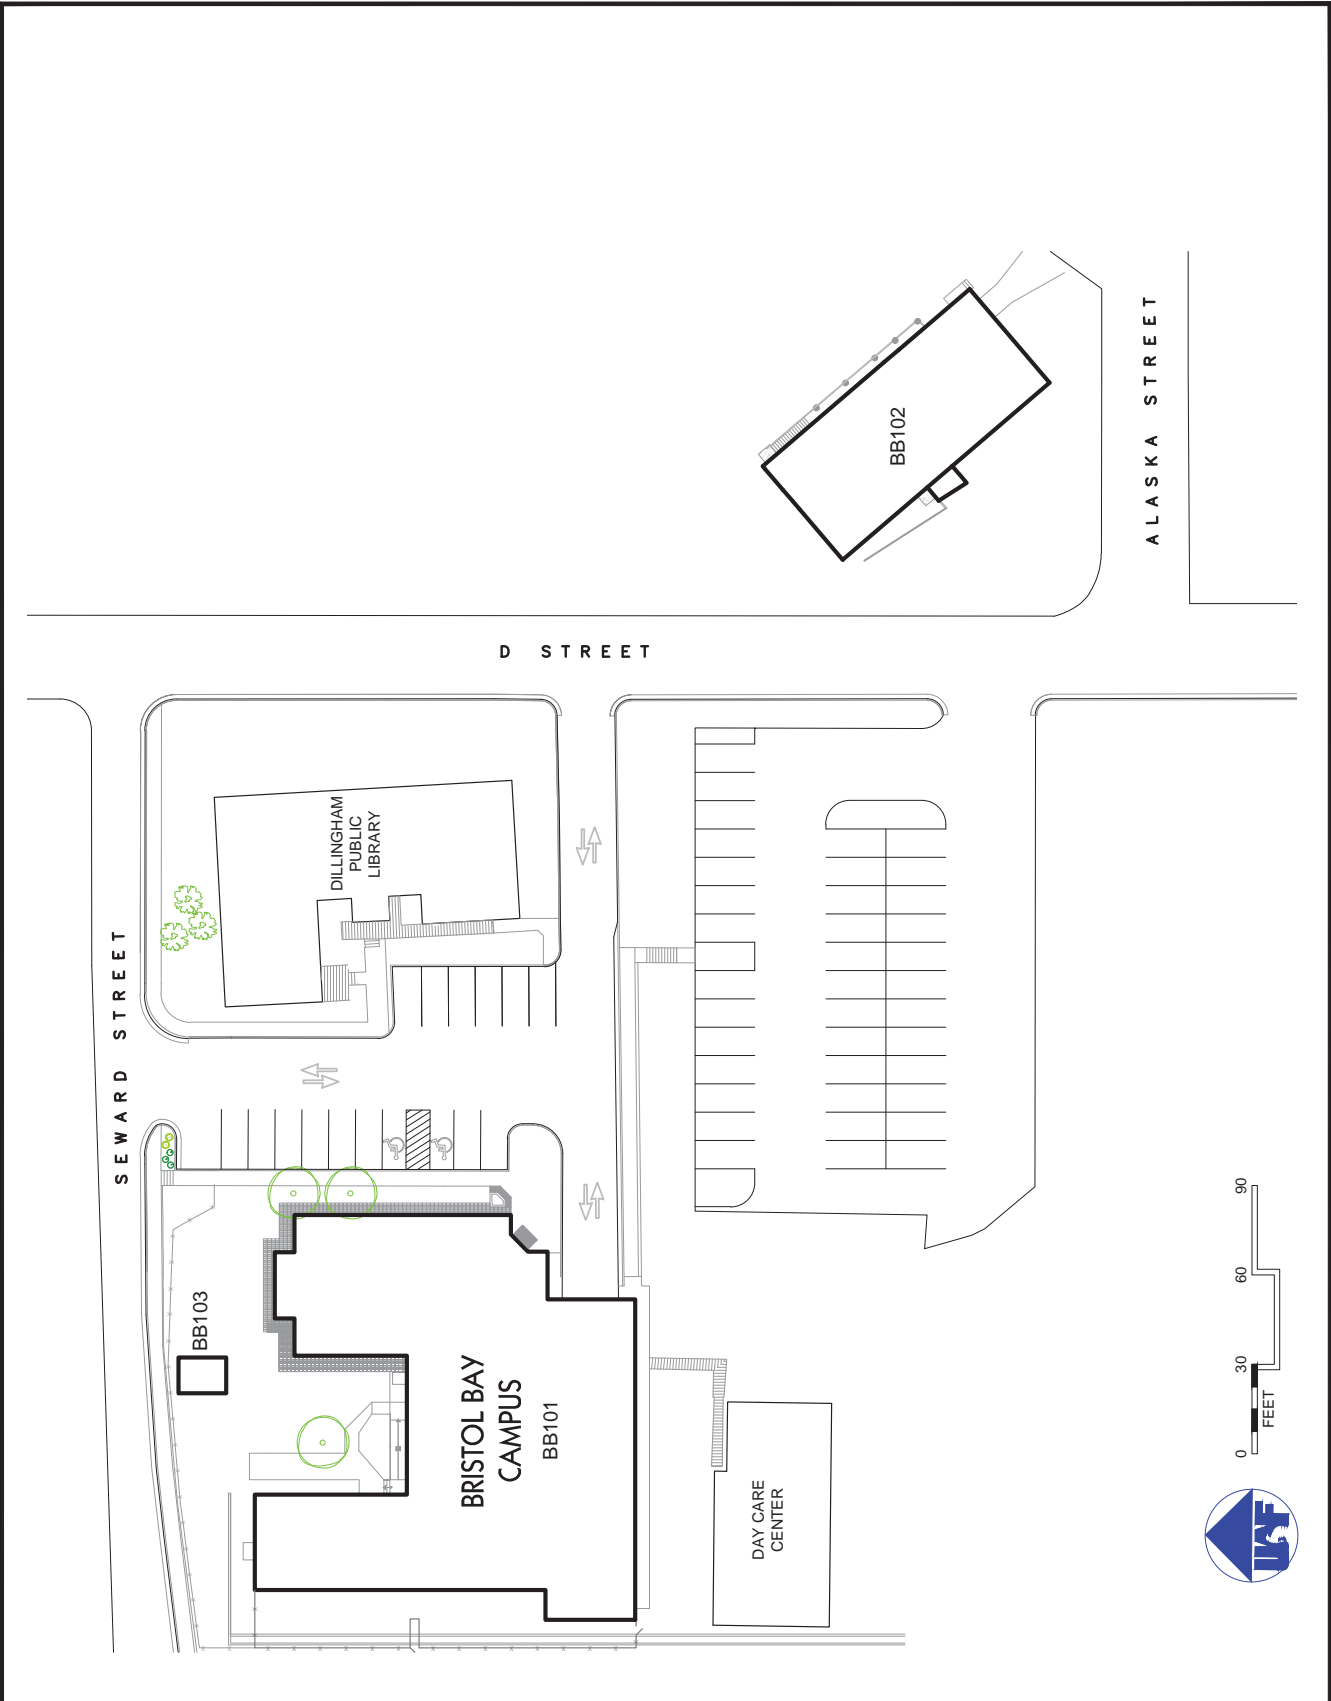 ALASKA STREET
BB102
D STREET
DILLINGHAM
PUBLIC
LIBRARY
SEWARD STREET
BB103
BRISTOL BAY
CAMPUS
BB101
DAY CARE
CENTER
0 30 60 90
FEET
UAF